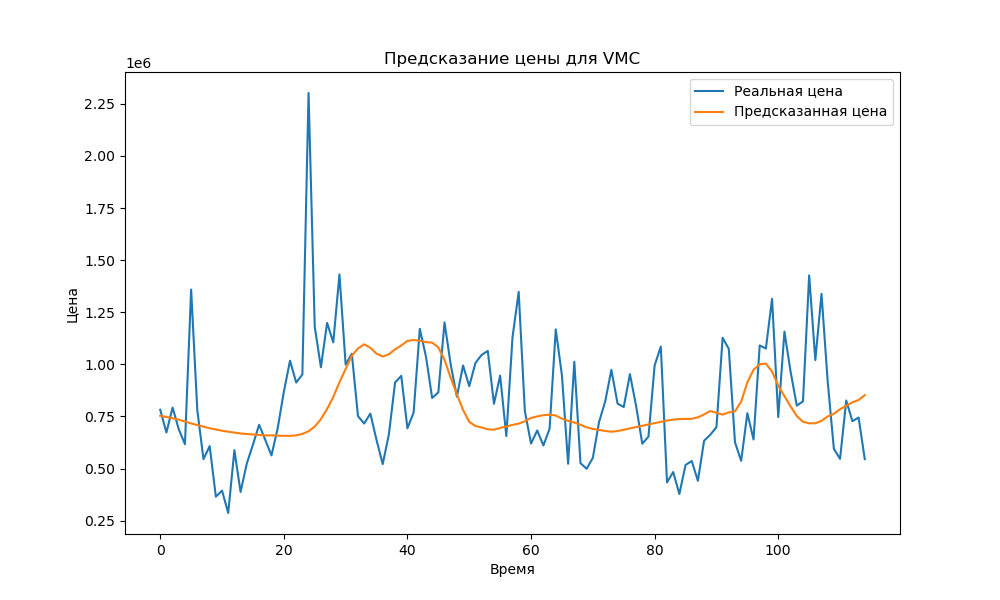 Предсказание цены для VMC
1e6
Реальная цена
Предсказанная цена
2.25
2.00
1.75
1.50
1.25
1.00
0.75
0.50
0.25
Цена
0 20 40 60 80 100
Время